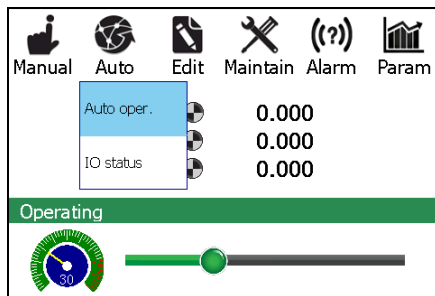 Manual Auto Edit Maintain Alarm Param
Auto oper. 0.000
0.000
IO status 0.000
Operating
30